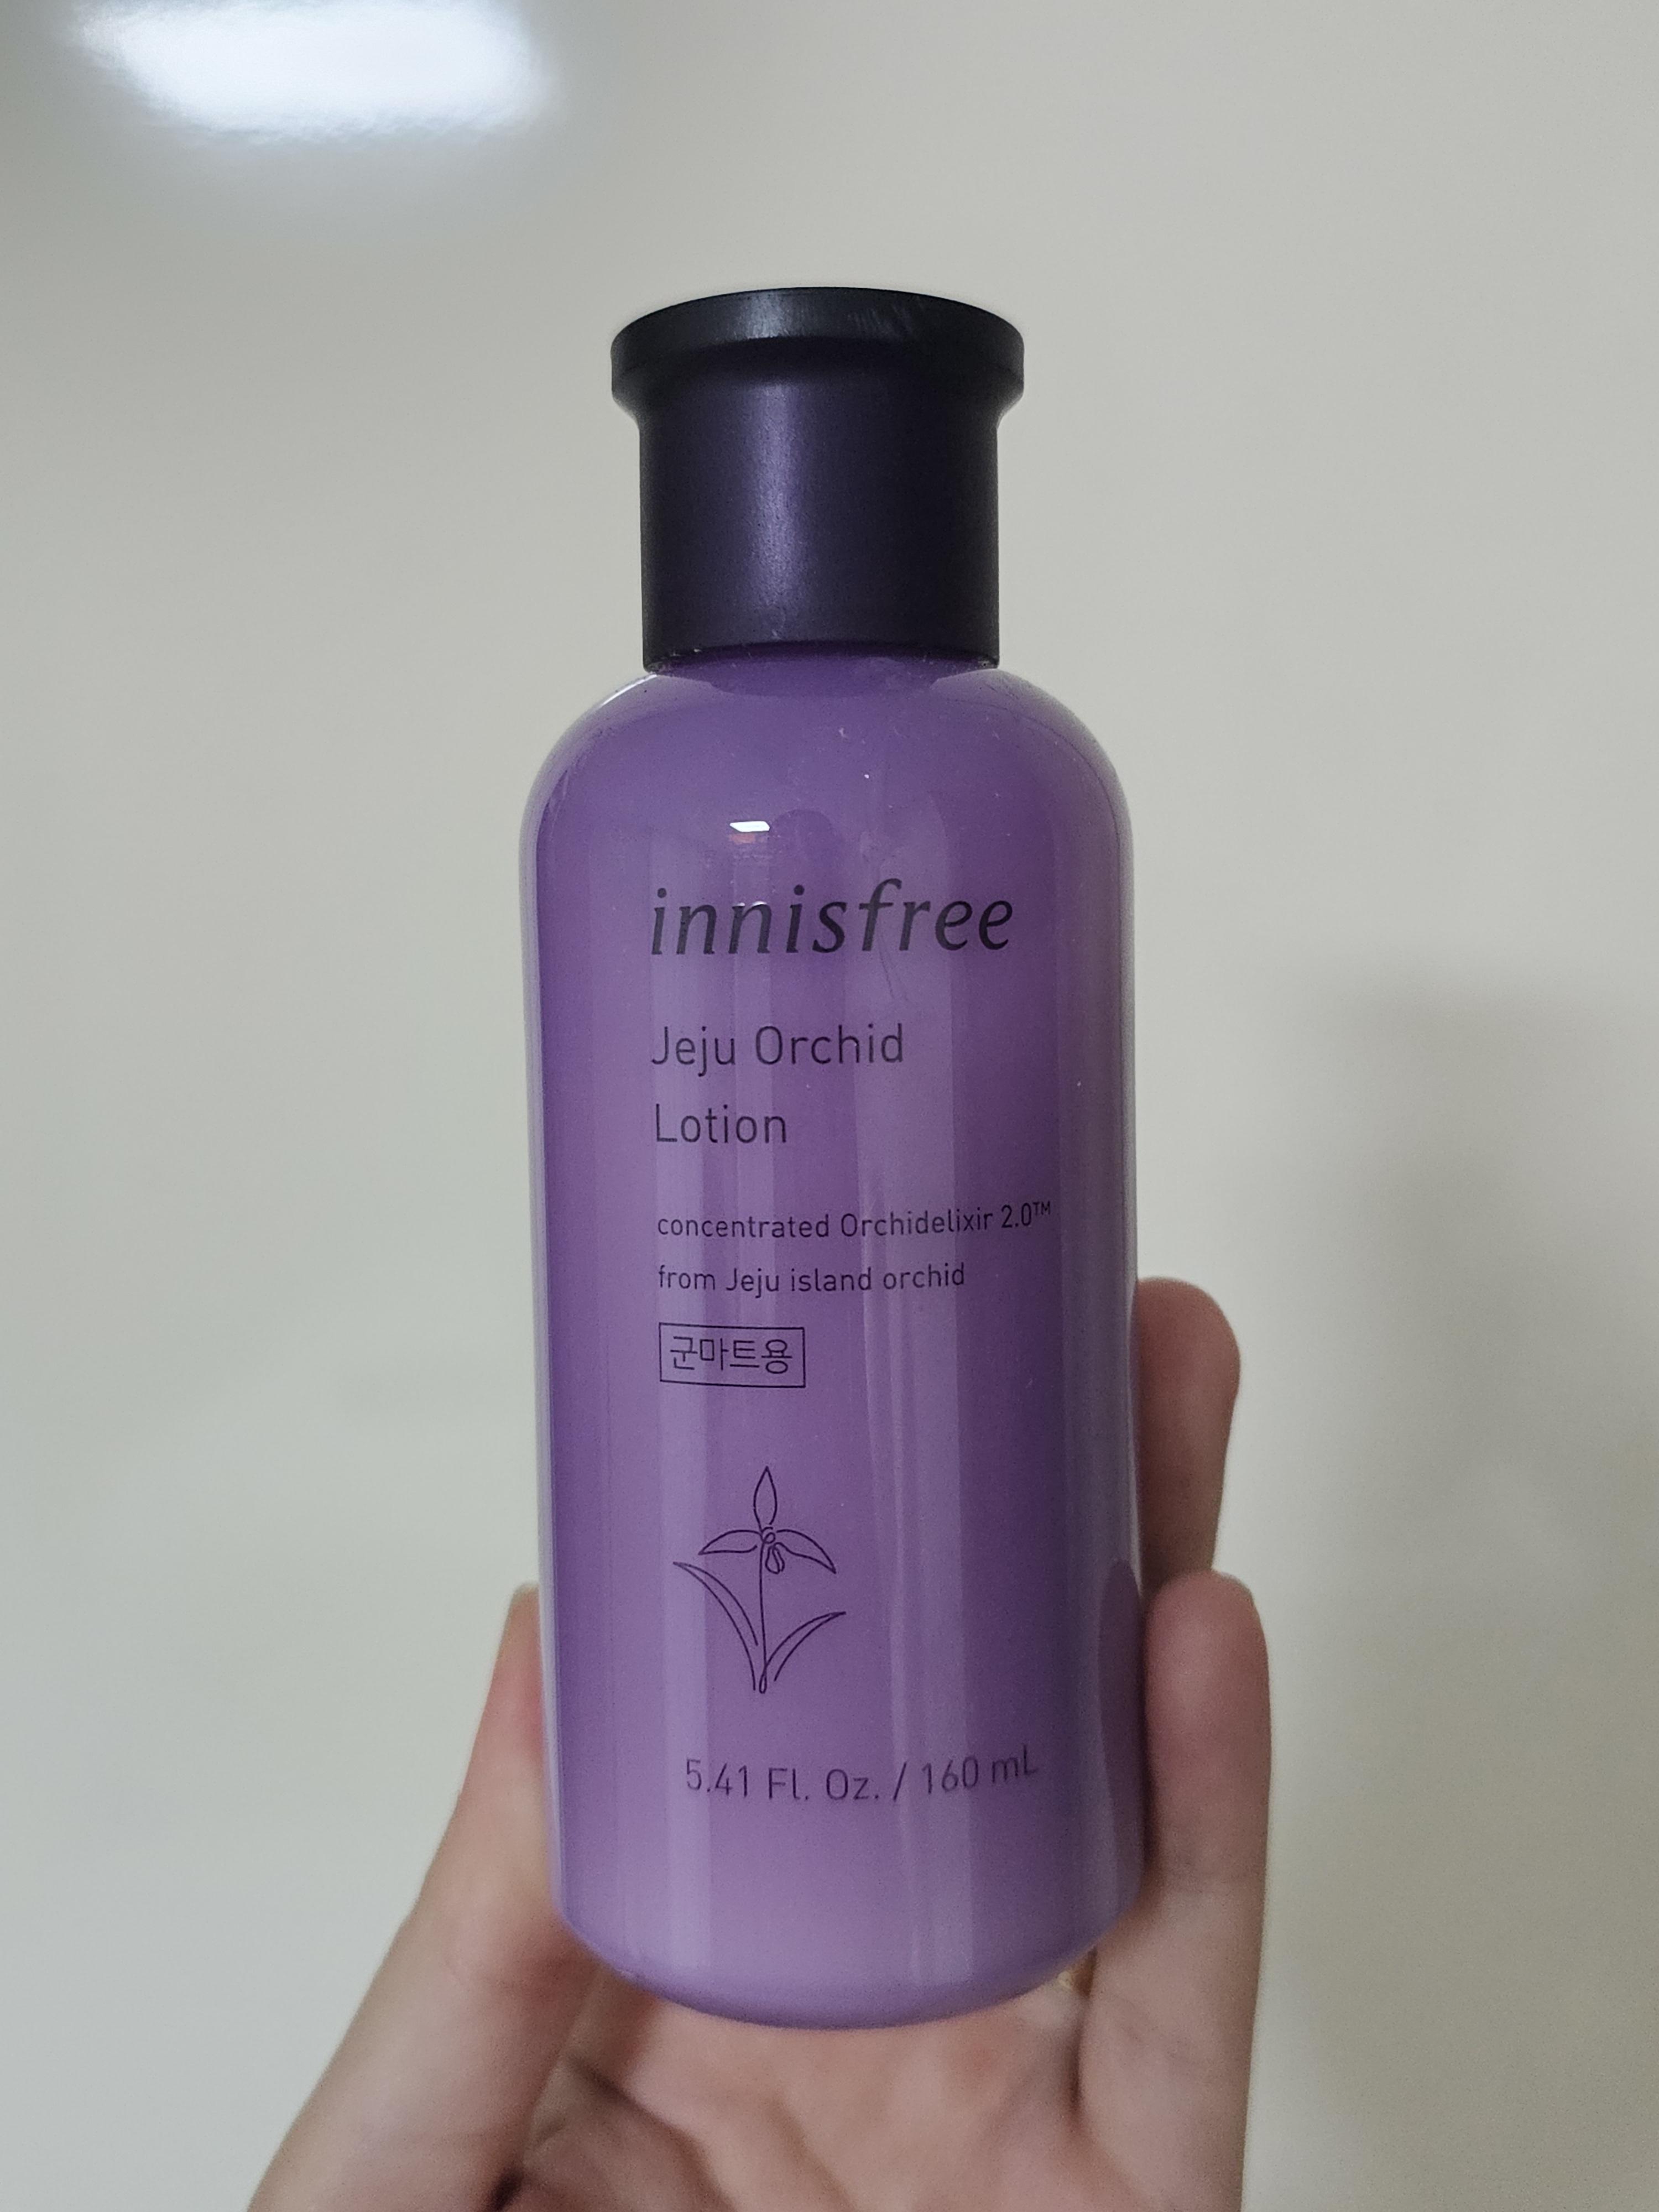 innisfree
Jeju Orchid
Lotion
concentrated Orchidelixir 2.0™
from Jeju island orchid
군마트용
5.41 Fl. Oz. / 160 mL